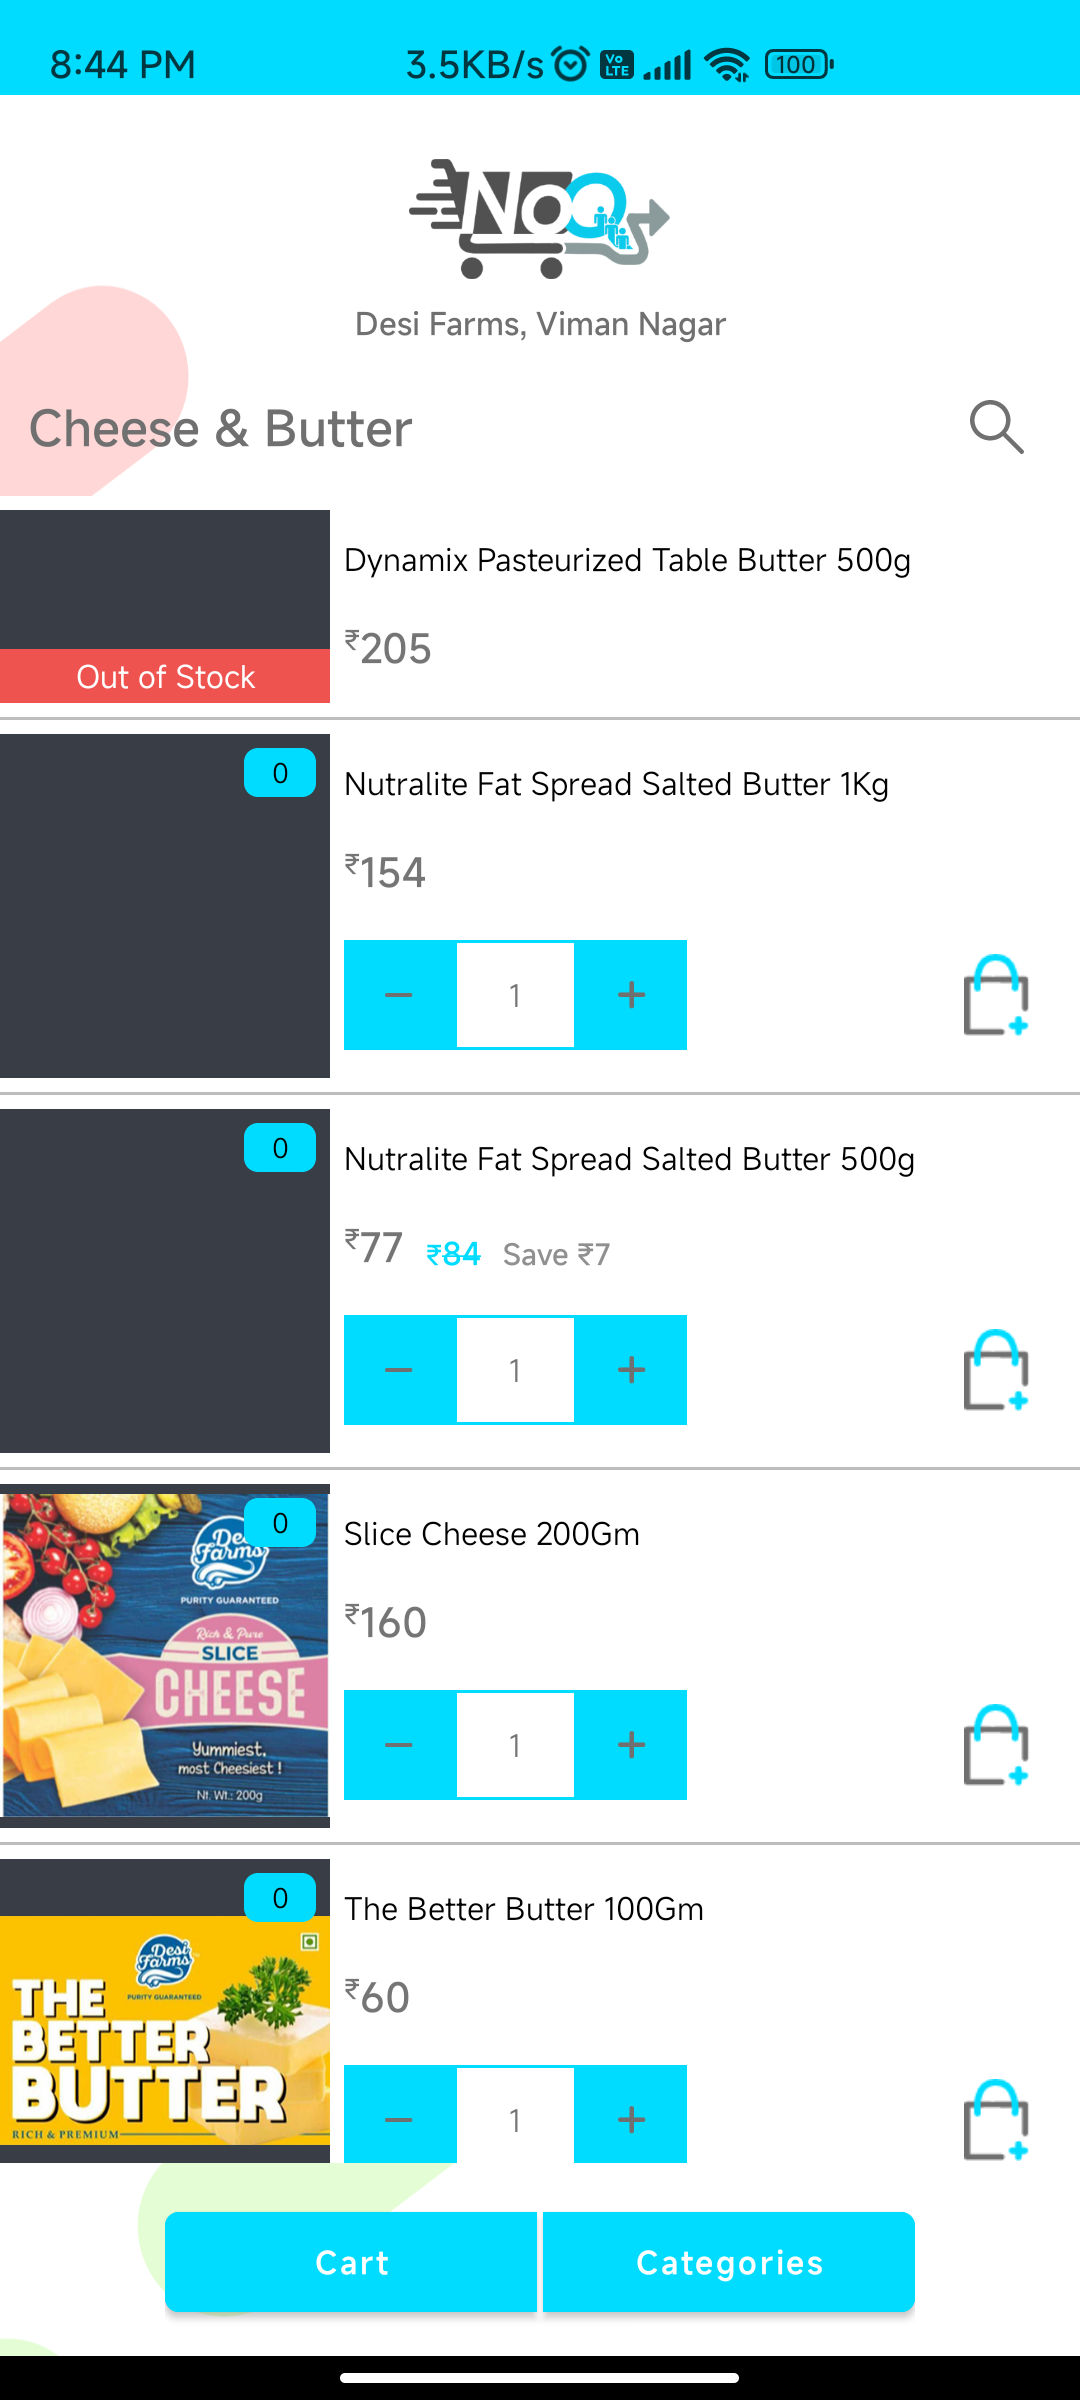 8:44 PM 3.5KB/s Vo LTE 100
NOQ
Desi Farms, Viman Nagar
Cheese & Butter
Dynamix Pasteurized Table Butter 500g
₹205
Out of Stock
0
Nutralite Fat Spread Salted Butter 1Kg
₹154
− 1 +
0
Nutralite Fat Spread Salted Butter 500g
₹77 ₹84 Save ₹7
− 1 +
0
Slice Cheese 200Gm
Desi
Farms
PURITY GUARANTEED
₹160
Rich & Pure
SLICE
CHEESE
− 1 +
Yummiest,
most Cheesiest !
Nt. Wt.: 200g
0
The Better Butter 100Gm
Desi
Farms
PURITY GUARANTEED
₹60
THE
BETTER
BUTTER
RICH & PREMIUM
− 1 +
Cart Categories